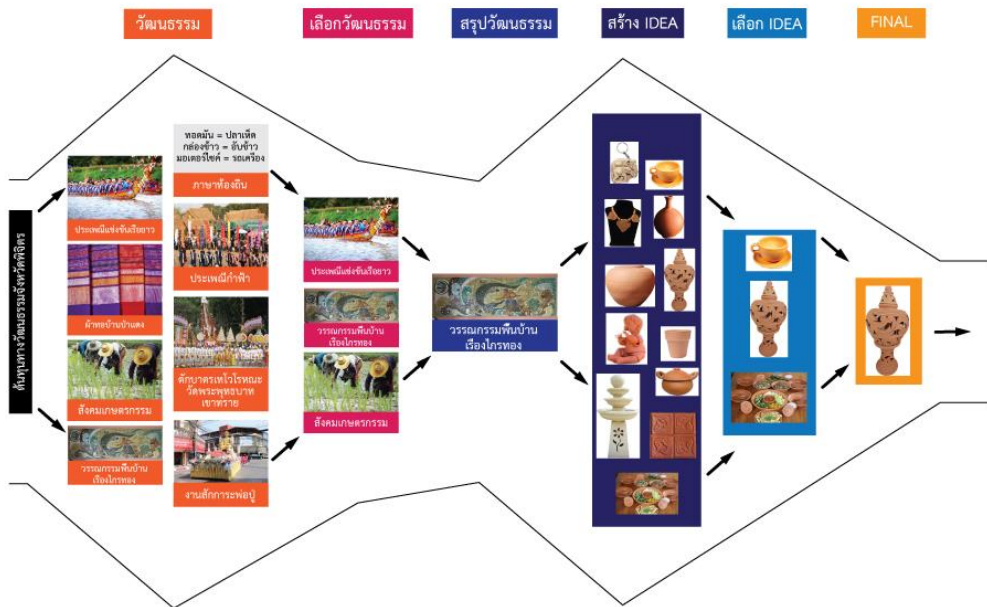 วัฒนธรรม
เลือกวัฒนธรรม
สรุปวัฒนธรรม
สร้าง IDEA
เลือก IDEA
FINAL
ต้นทุนทางวัฒนธรรมจังหวัดพิจิตร
ประเพณีแข่งขันเรือยาว
ผ้าทอบ้านป่าแดง
สังคมเกษตรกรรม
วรรณกรรมพื้นบ้าน
เรื่องไกรทอง
ทอดมัน = ปลาเห็ด
กล่องข้าว = อับข้าว
มอเตอร์ไซค์ = รถเครื่อง
ภาษาท้องถิ่น
ประเพณีกำฟ้า
ตักบาตรเทโวโรหณะ
วัดพระพุทธบาท
เขาทราย
งานสักการะพ่อปู่
ประเพณีแข่งขันเรือยาว
วรรณกรรมพื้นบ้าน
เรื่องไกรทอง
สังคมเกษตรกรรม
วรรณกรรมพื้นบ้าน
เรื่องไกรทอง